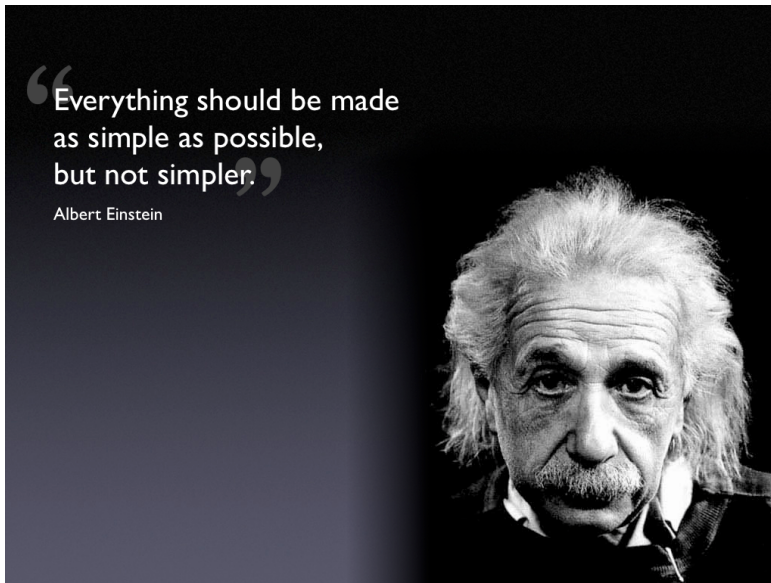 “Everything should be made
as simple as possible,
but not simpler.”
Albert Einstein